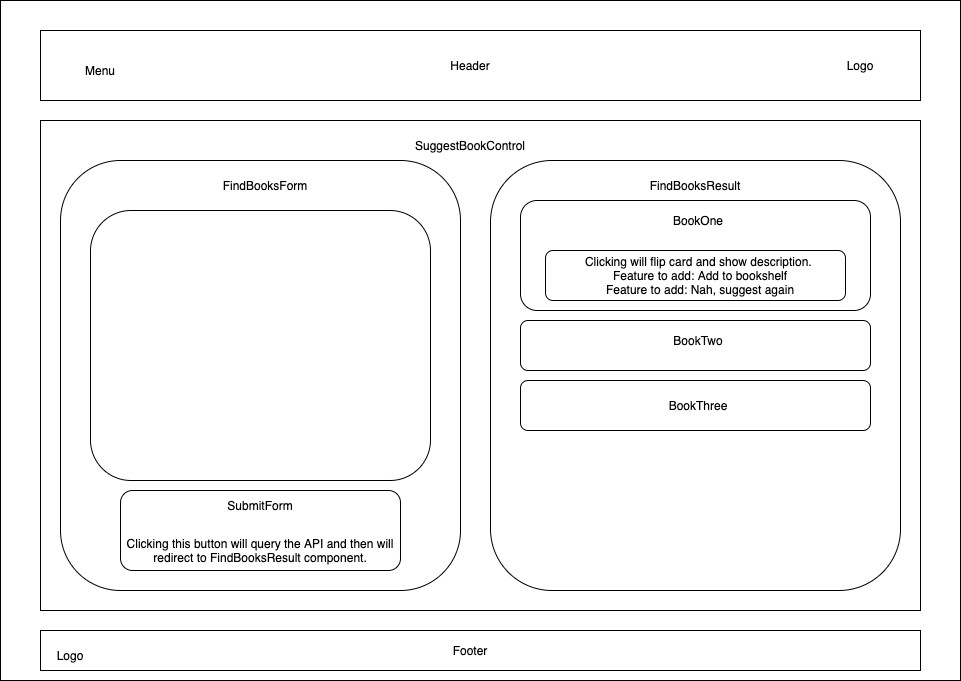 Menu
Header
Logo
SuggestBookControl
FindBooksForm
SubmitForm
Clicking this button will query the API and then will
redirect to FindBooksResult component.
FindBooksResult
BookOne
Clicking will flip card and show description.
Feature to add: Add to bookshelf
Feature to add: Nah, suggest again
BookTwo
BookThree
Logo
Footer